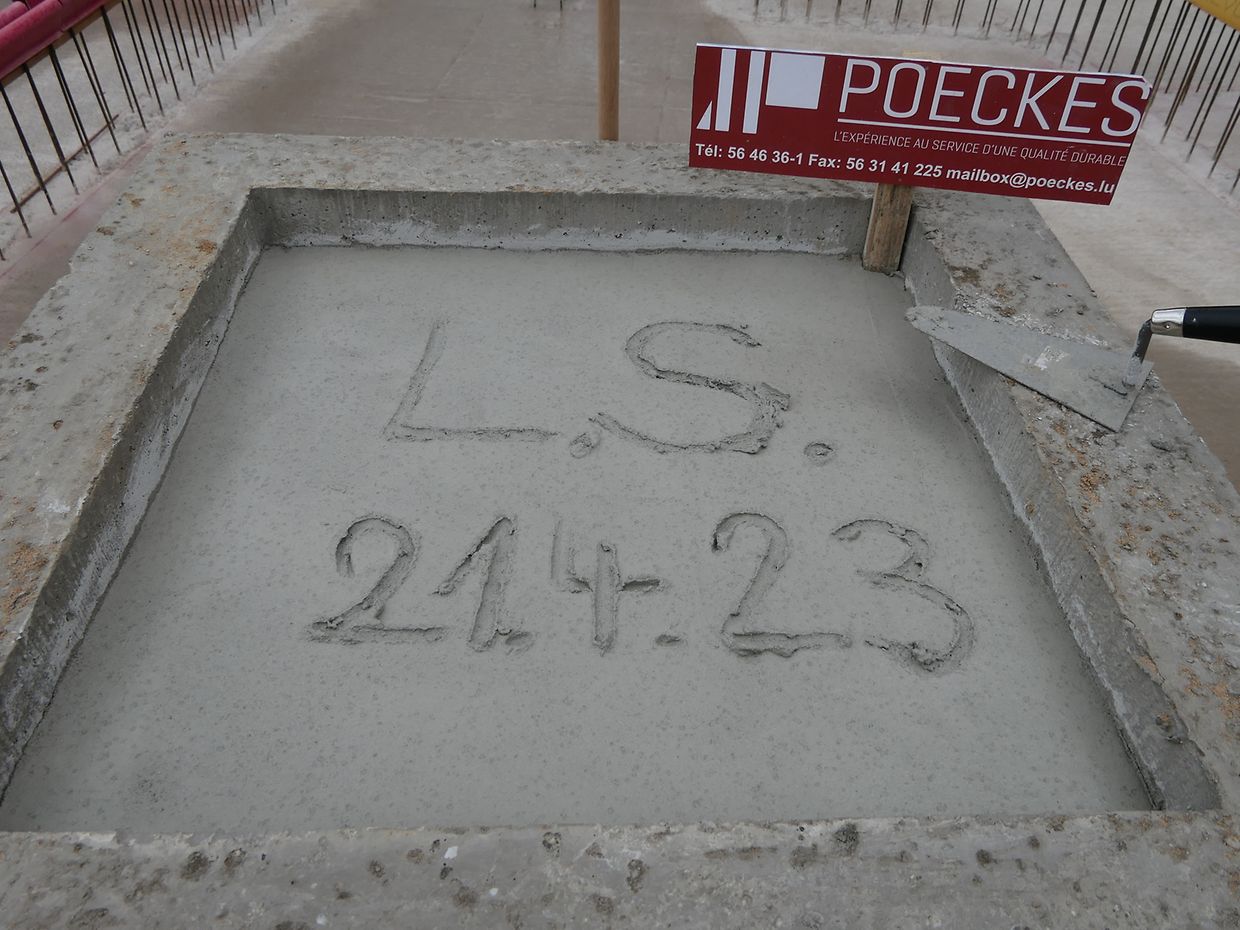 POECKES
L'EXPÉRIENCE AU SERVICE D'UNE QUALITÉ DURABLE
Tél: 56 46 36-1 Fax: 56 31 41 225 mailbox@poeckes.lu
L.S.
21.4.23